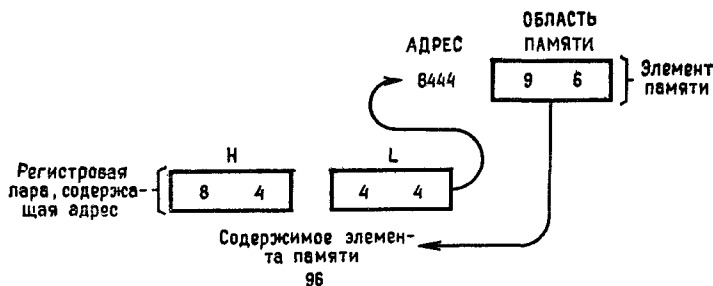 ОБЛАСТЬ
АДРЕС ПАМЯТИ
8444 9 6 Элемент
памяти
H L
Регистровая
пара, содержа-
щая адрес
8 4 4 4
Содержимое элемен-
та памяти
96